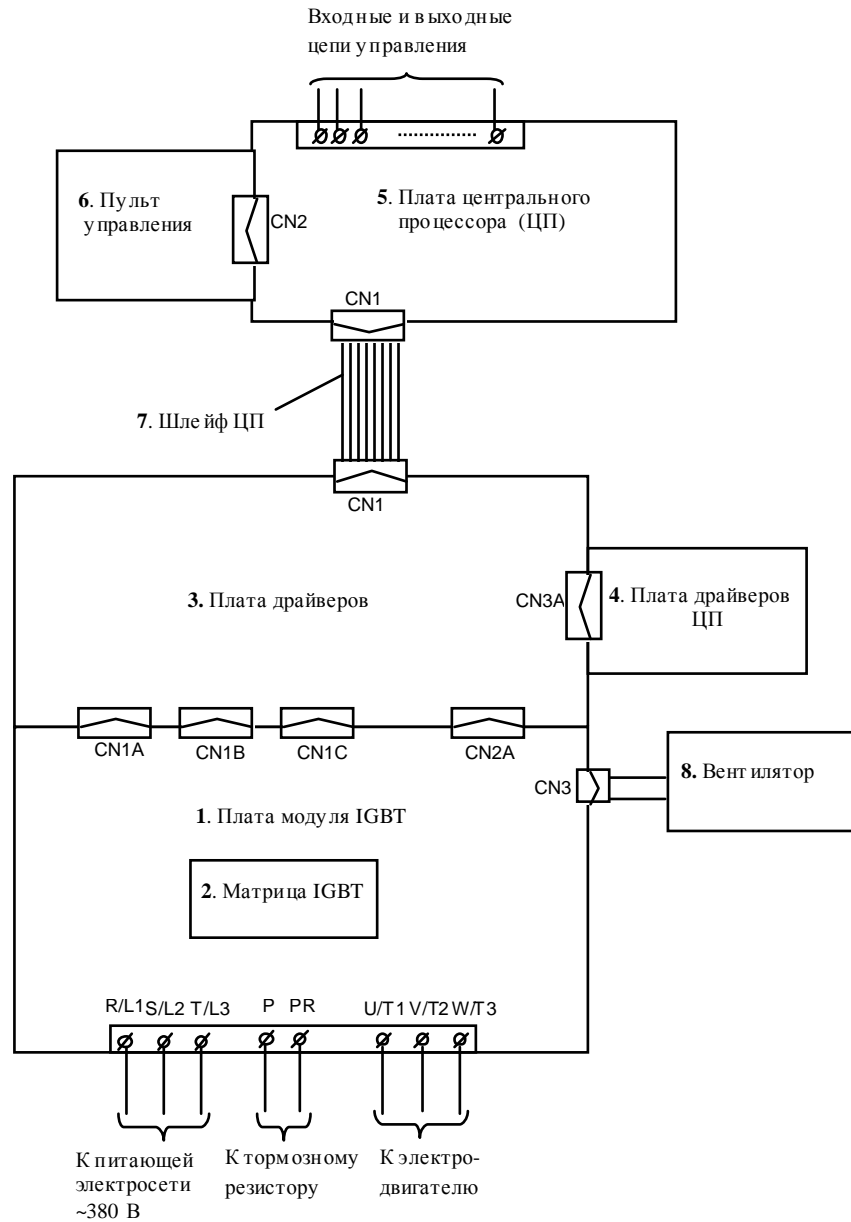 Входные и выходные
цепи управления
6. Пульт
управления
CN2
5. Плата центрального
процессора (ЦП)
CN1
7. Шлейф ЦП
CN1
3. Плата драйверов
CN3A
4. Плата драйверов
ЦП
CN1A
CN1B
CN1C
CN2A
CN3
8. Вентилятор
1. Плата модуля IGBT
2. Матрица IGBT
R/L1 S/L2 T/L3 P PR U/T1 V/T2 W/T3
К питающей
электросети
~380 В
К тормозному
резистору
К электро-
двигателю